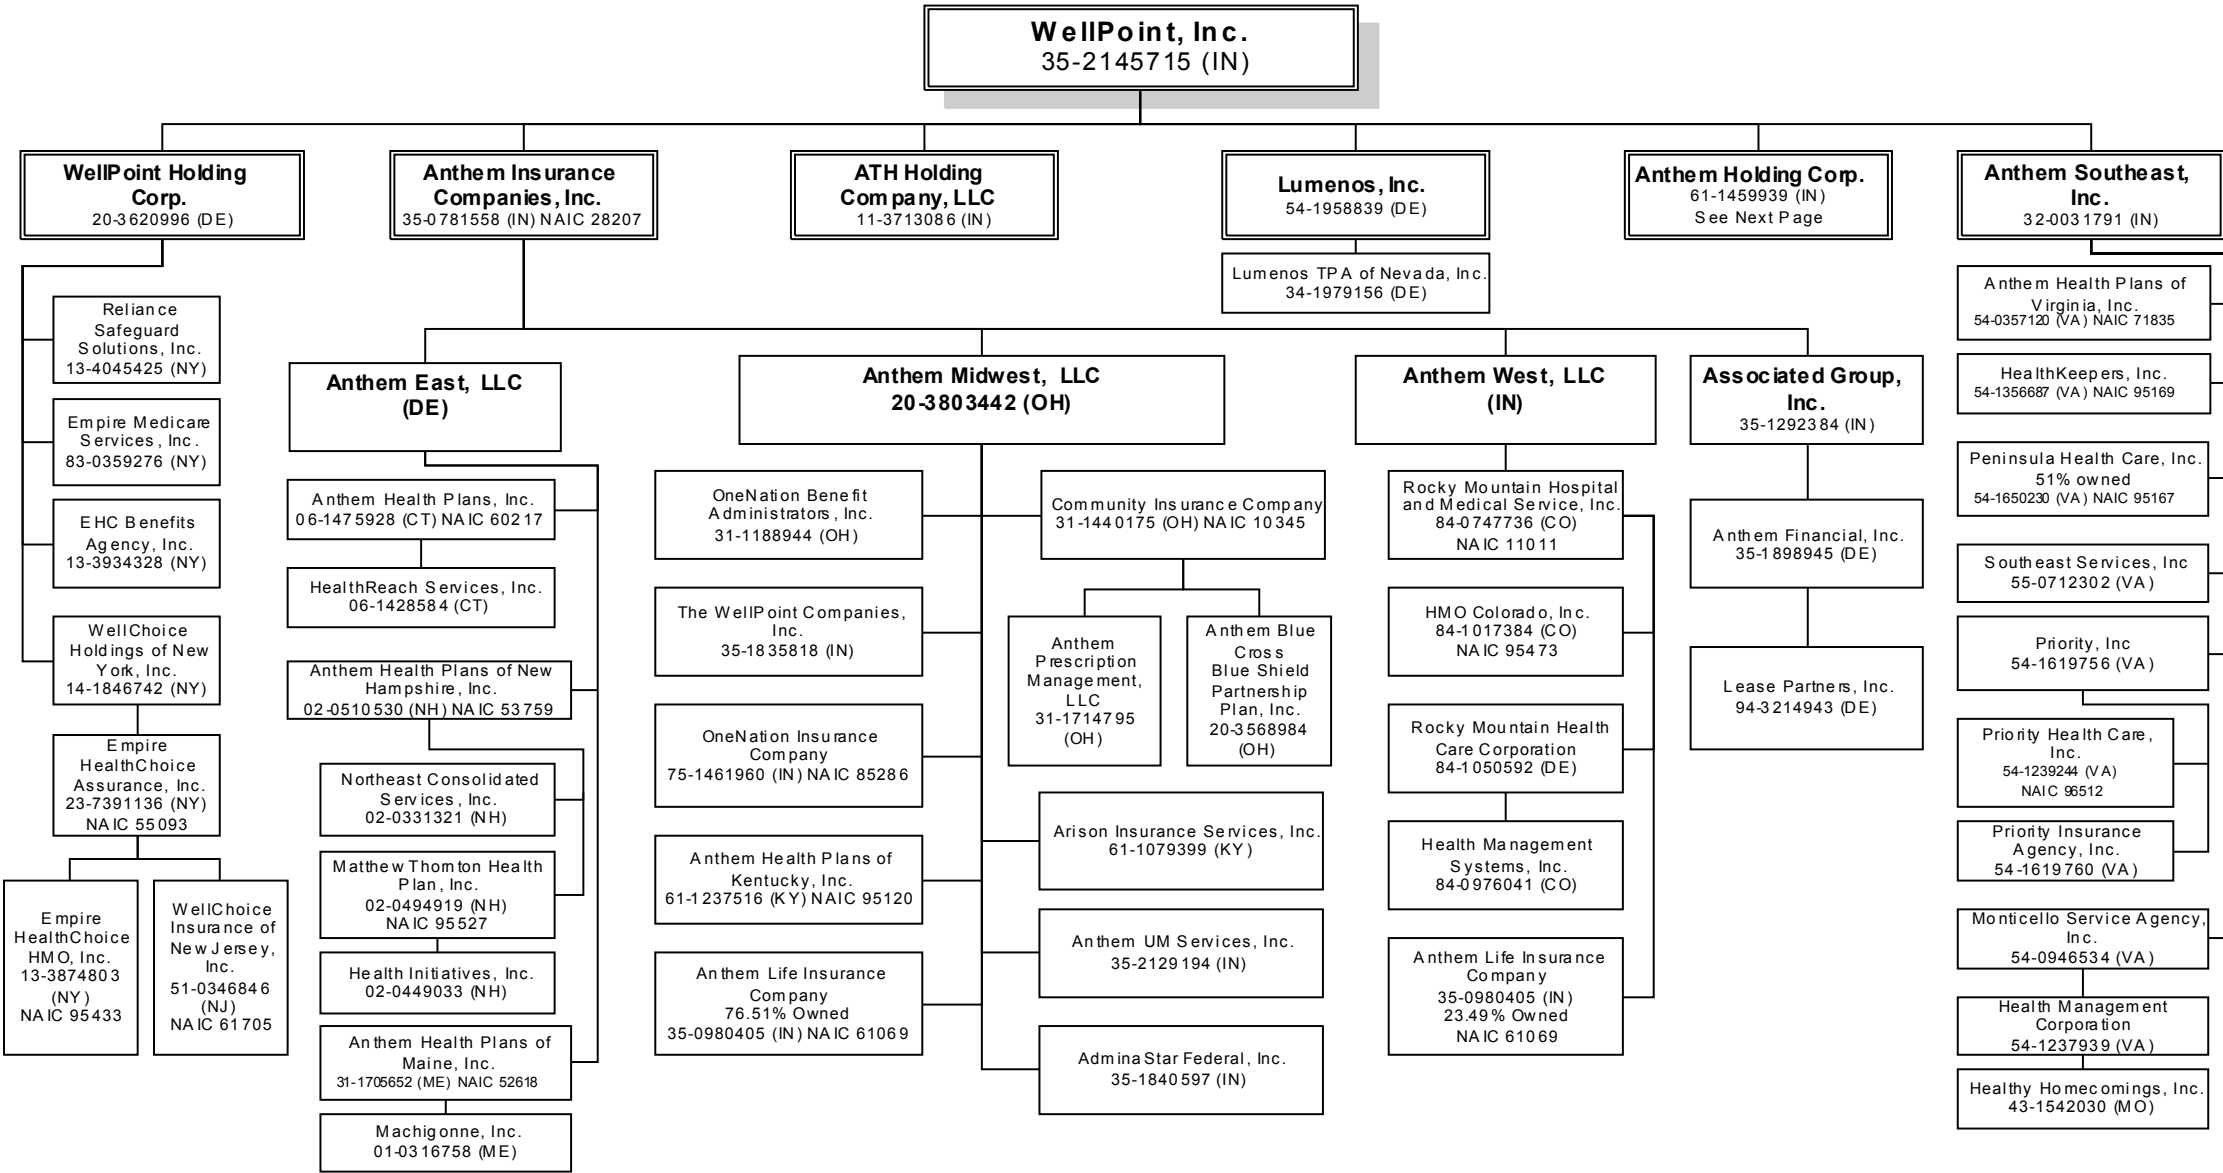 WellPoint, Inc.
35-2145715 (IN)
WellPoint Holding
Corp.
20-3620996 (DE)
Anthem Insurance
Companies, Inc.
35-0781558 (IN) NAIC 28207
ATH Holding
Company, LLC
11-3713086 (IN)
Lumenos, Inc.
54-1958839 (DE)
Anthem Holding Corp.
61-1459939 (IN)
See Next Page
Anthem Southeast,
Inc.
32-0031791 (IN)
Lumenos TPA of Nevada, Inc.
34-1979156 (DE)
Reliance
Safeguard
Solutions, Inc.
13-4045425 (NY)
Empire Medicare
Services, Inc.
83-0359276 (NY)
EHC Benefits
Agency, Inc.
13-3934328 (NY)
WellChoice
Holdings of New
York, Inc.
14-1846742 (NY)
Empire
HealthChoice
Assurance, Inc.
23-7391136 (NY)
NAIC 55093
Empire
HealthChoice
HMO, Inc.
13-3874803
(NY)
NAIC 95433
WellChoice
Insurance of
New Jersey,
Inc.
51-0346846
(NJ)
NAIC 61705
Anthem East, LLC
(DE)
Anthem Health Plans, Inc.
06-1475928 (CT) NAIC 60217
HealthReach Services, Inc.
06-1428584 (CT)
Anthem Health Plans of New
Hampshire, Inc.
02-0510530 (NH) NAIC 53759
Northeast Consolidated
Services, Inc.
02-0331321 (NH)
Matthew Thornton Health
Plan, Inc.
02-0494919 (NH)
NAIC 95527
Health Initiatives, Inc.
02-0449033 (NH)
Anthem Health Plans of
Maine, Inc.
31-1705652 (ME) NAIC 52618
Machigonne, Inc.
01-0316758 (ME)
Anthem Midwest, LLC
20-3803442 (OH)
OneNation Benefit
Administrators, Inc.
31-1188944 (OH)
The WellPoint Companies,
Inc.
35-1835818 (IN)
OneNation Insurance
Company
75-1461960 (IN) NAIC 85286
Anthem Health Plans of
Kentucky, Inc.
61-1237516 (KY) NAIC 95120
Anthem Life Insurance
Company
76.51% Owned
35-0980405 (IN) NAIC 61069
Community Insurance Company
31-1440175 (OH) NAIC 10345
Anthem
Prescription
Management,
LLC
31-1714795
(OH)
Anthem Blue
Cross
Blue Shield
Partnership
Plan, Inc.
20-3568984
(OH)
Arison Insurance Services, Inc.
61-1079399 (KY)
Anthem UM Services, Inc.
35-2129194 (IN)
AdminaStar Federal, Inc.
35-1840597 (IN)
Anthem West, LLC
(IN)
Rocky Mountain Hospital
and Medical Service, Inc.
84-0747736 (CO)
NAIC 11011
HMO Colorado, Inc.
84-1017384 (CO)
NAIC 95473
Rocky Mountain Health
Care Corporation
84-1050592 (DE)
Health Management
Systems, Inc.
84-0976041 (CO)
Anthem Life Insurance
Company
35-0980405 (IN)
23.49% Owned
NAIC 61069
Associated Group,
Inc.
35-1292384 (IN)
Anthem Financial, Inc.
35-1898945 (DE)
Lease Partners, Inc.
94-3214943 (DE)
Anthem Health Plans of
Virginia, Inc.
54-0357120 (VA) NAIC 71835
HealthKeepers, Inc.
54-1356687 (VA) NAIC 95169
Peninsula Health Care, Inc.
51% owned
54-1650230 (VA) NAIC 95167
Southeast Services, Inc
55-0712302 (VA)
Priority, Inc
54-1619756 (VA)
Priority Health Care,
Inc.
54-1239244 (VA)
NAIC 96512
Priority Insurance
Agency, Inc.
54-1619760 (VA)
Monticello Service Agency,
Inc.
54-0946534 (VA)
Health Management
Corporation
54-1237939 (VA)
Healthy Homecomings, Inc.
43-1542030 (MO)